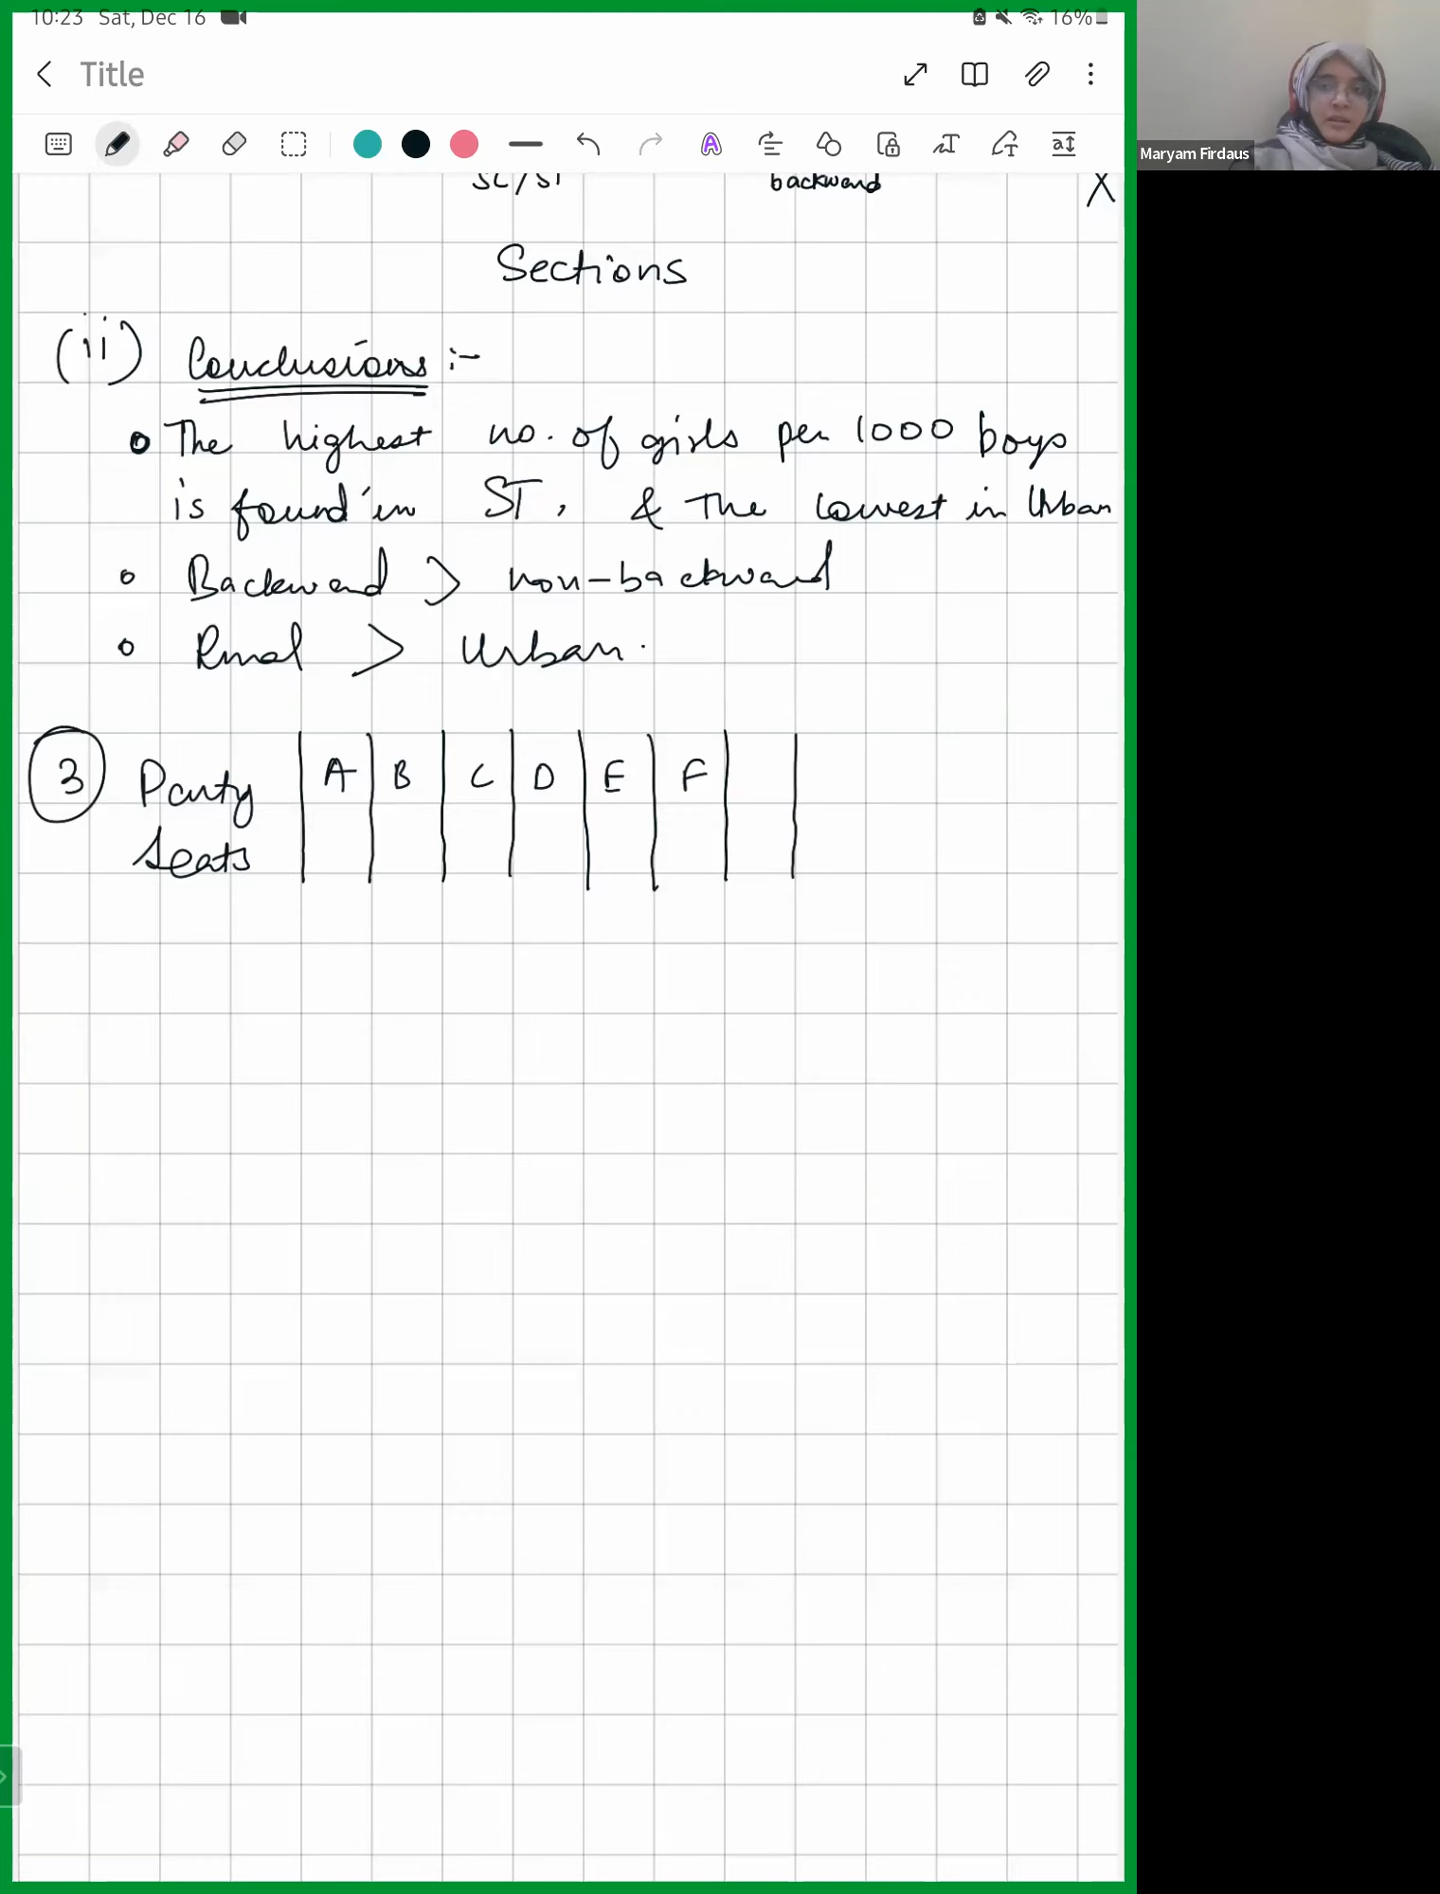 10:23 Sat, Dec 16
16%
Title
Maryam Firdaus
SC/ST backward X
Sections
(ii) Conclusions :-
The highest no. of girls per 1000 boys
is found in ST, & The lowest in Urban
Backward > non-backward
Rural > Urban.
3 Party A B C D E F
Seats